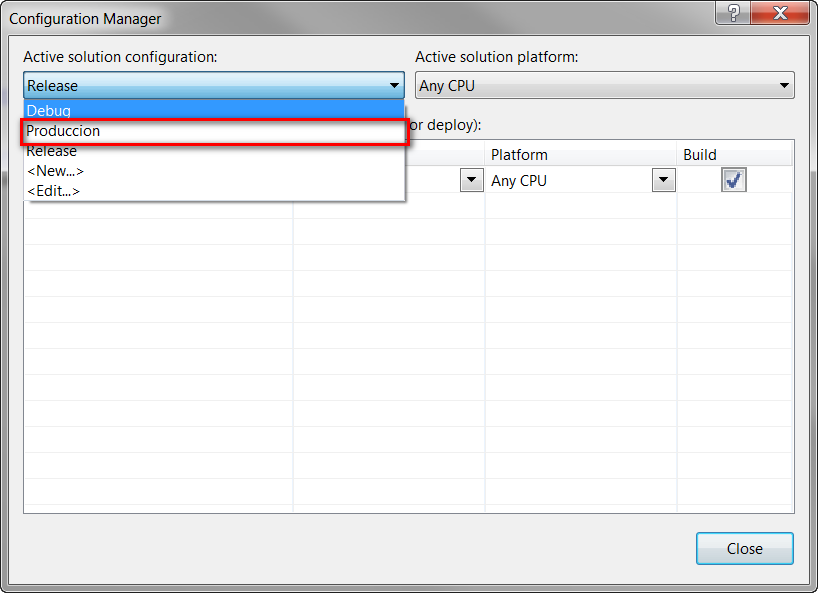 Configuration Manager
Active solution configuration:
Active solution platform:
Release
Any CPU
Debug
Produccion
or deploy):
Release
<New...>
<Edit...>
Platform
Build
Any CPU
Close